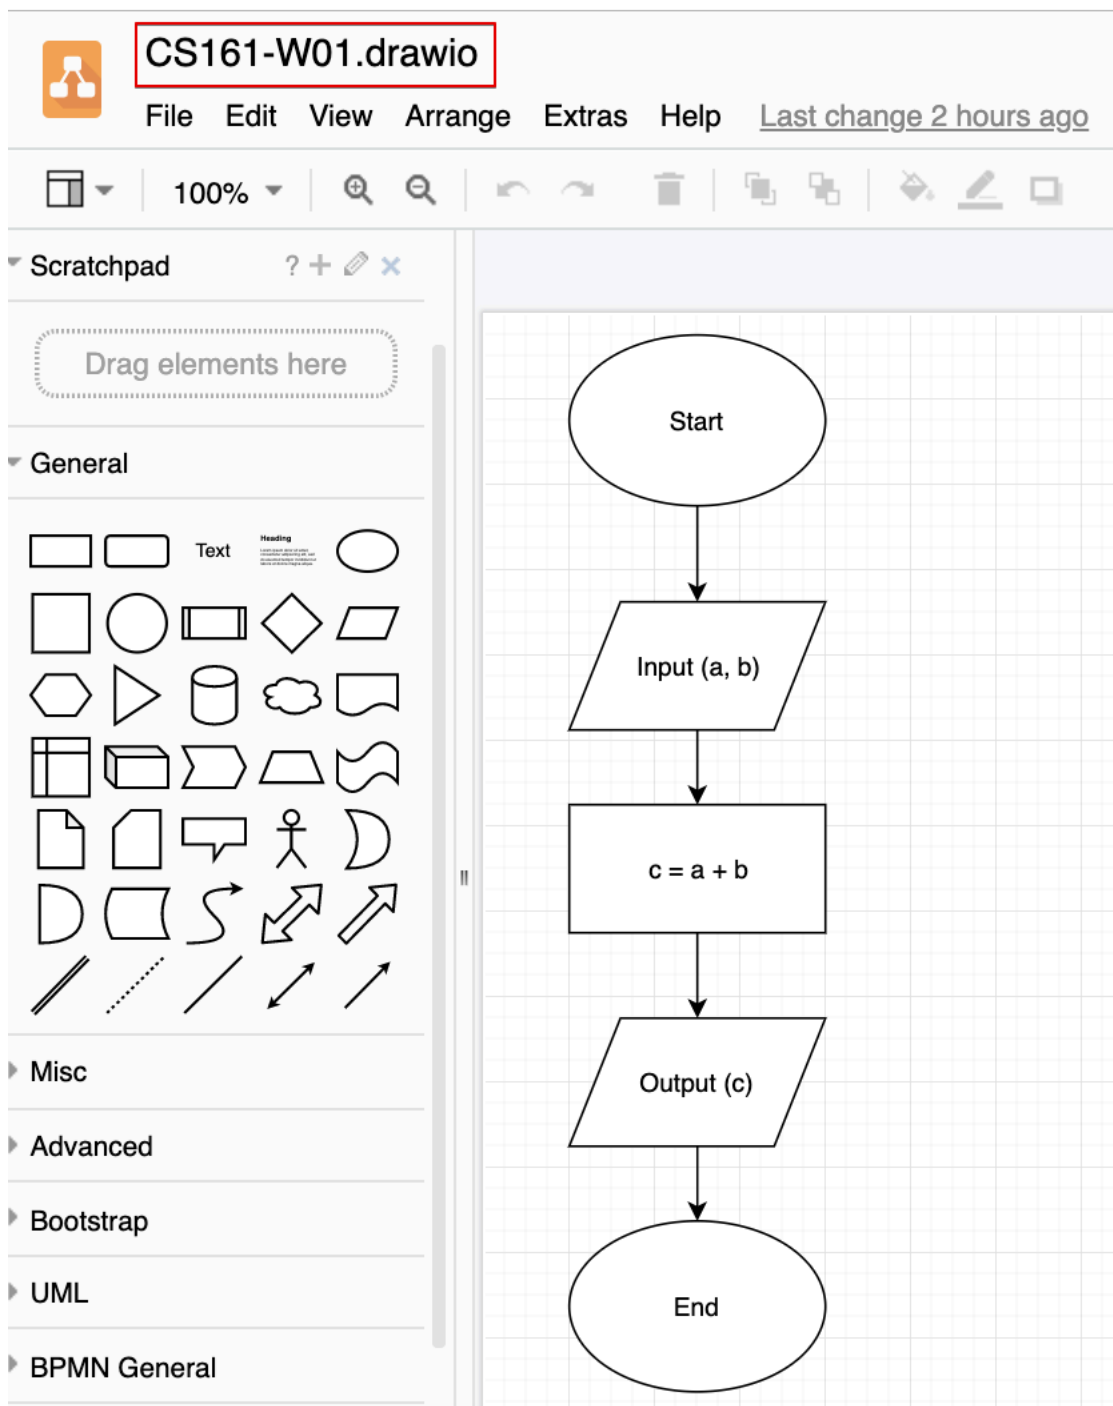 CS161-W01.drawio
File Edit View Arrange Extras Help Last change 2 hours ago
100%
Scratchpad ?
Drag elements here
General
Text Heading
Misc
Advanced
Bootstrap
UML
BPMN General
Start
Input (a, b)
c = a + b
Output (c)
End